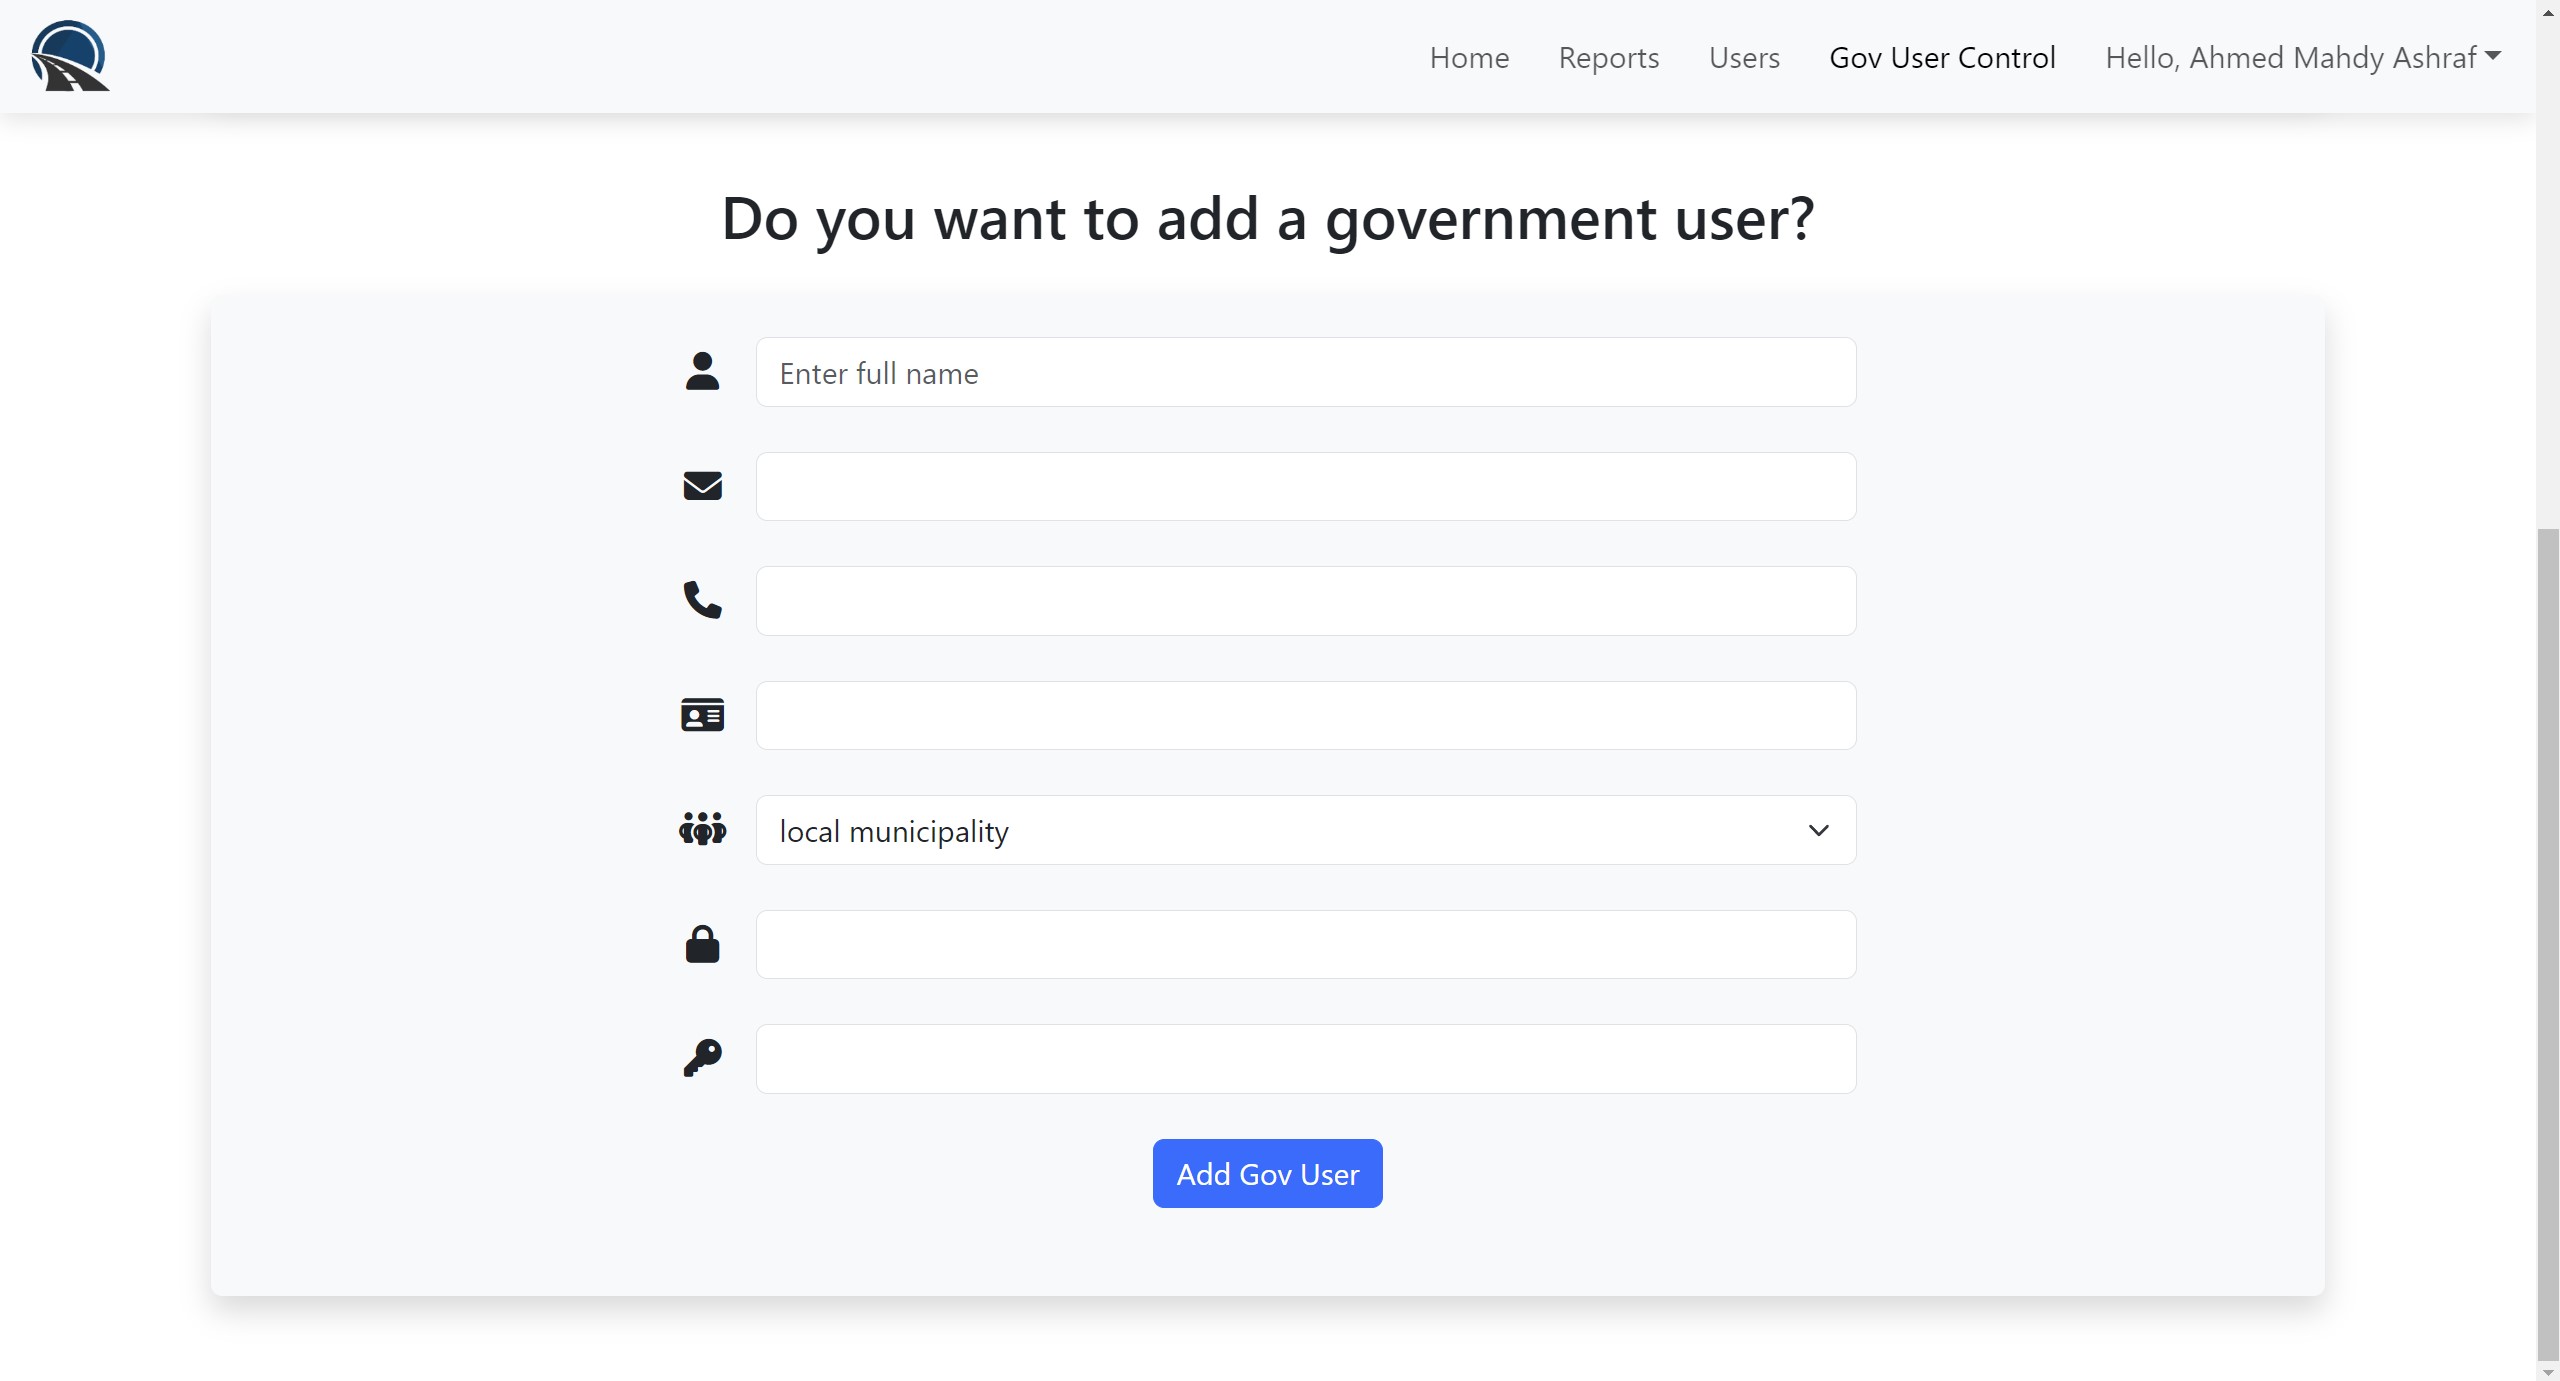 Home Reports Users Gov User Control Hello, Ahmed Mahdy Ashraf
Do you want to add a government user?
Enter full name
local municipality
Add Gov User